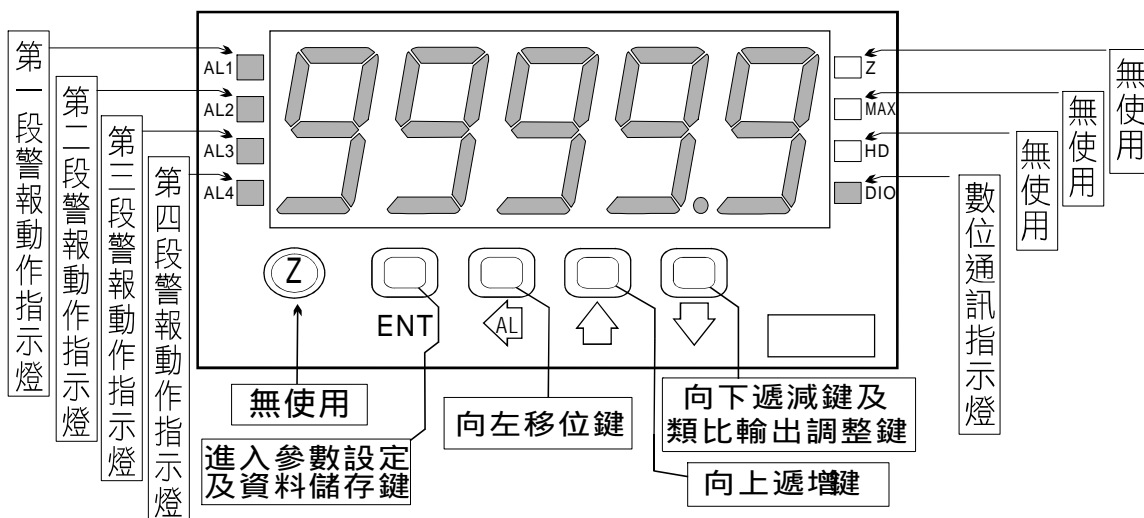 第一段警報動作指示燈
第二段警報動作指示燈
第三段警報動作指示燈
第四段警報動作指示燈
AL1
AL2
AL3
AL4
9999.9
Z
MAX
HD
DIO
無使用
無使用
無使用
數位通訊指示燈
Z
ENT
AL
無使用
進入參數設定
及資料儲存鍵
向左移位鍵
向下遞減鍵及
類比輸出調整鍵
向上遞增鍵